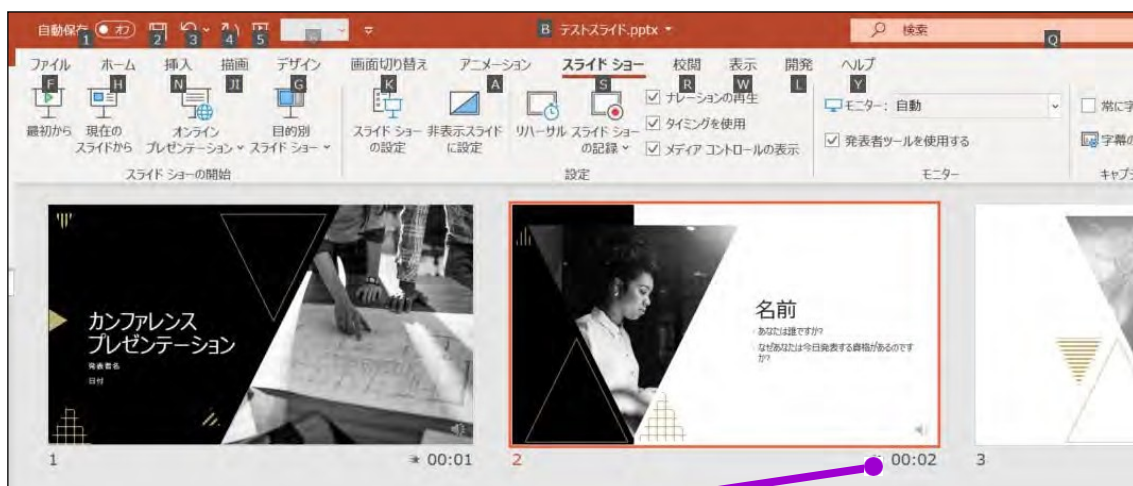 自動保存 オフ テストスライド.pptx 検索
1 2 3 4 5 B Q
ファイル ホーム 挿入 描画 デザイン 画面切り替え アニメーション スライド ショー 校閲 表示 開発 ヘルプ
F H N JI G K A S R W L Y
最初から
現在の
スライドから
オンライン
プレゼンテーション
目的別
スライド ショー
スライド ショー
の設定
非表示スライド
に設定
リハーサル
スライド ショー
の記録
ナレーションの再生
タイミングを使用
メディア コントロールの表示
モニター: 自動
発表者ツールを使用する
常に字
字幕の
スライド ショーの開始 設定 モニター キャプ
カンファレンス
プレゼンテーション
発表者名
日付
名前
あなたは誰ですか?
なぜあなたは今日発表する資格があるのです
か?
1 00:01 2 00:02 3